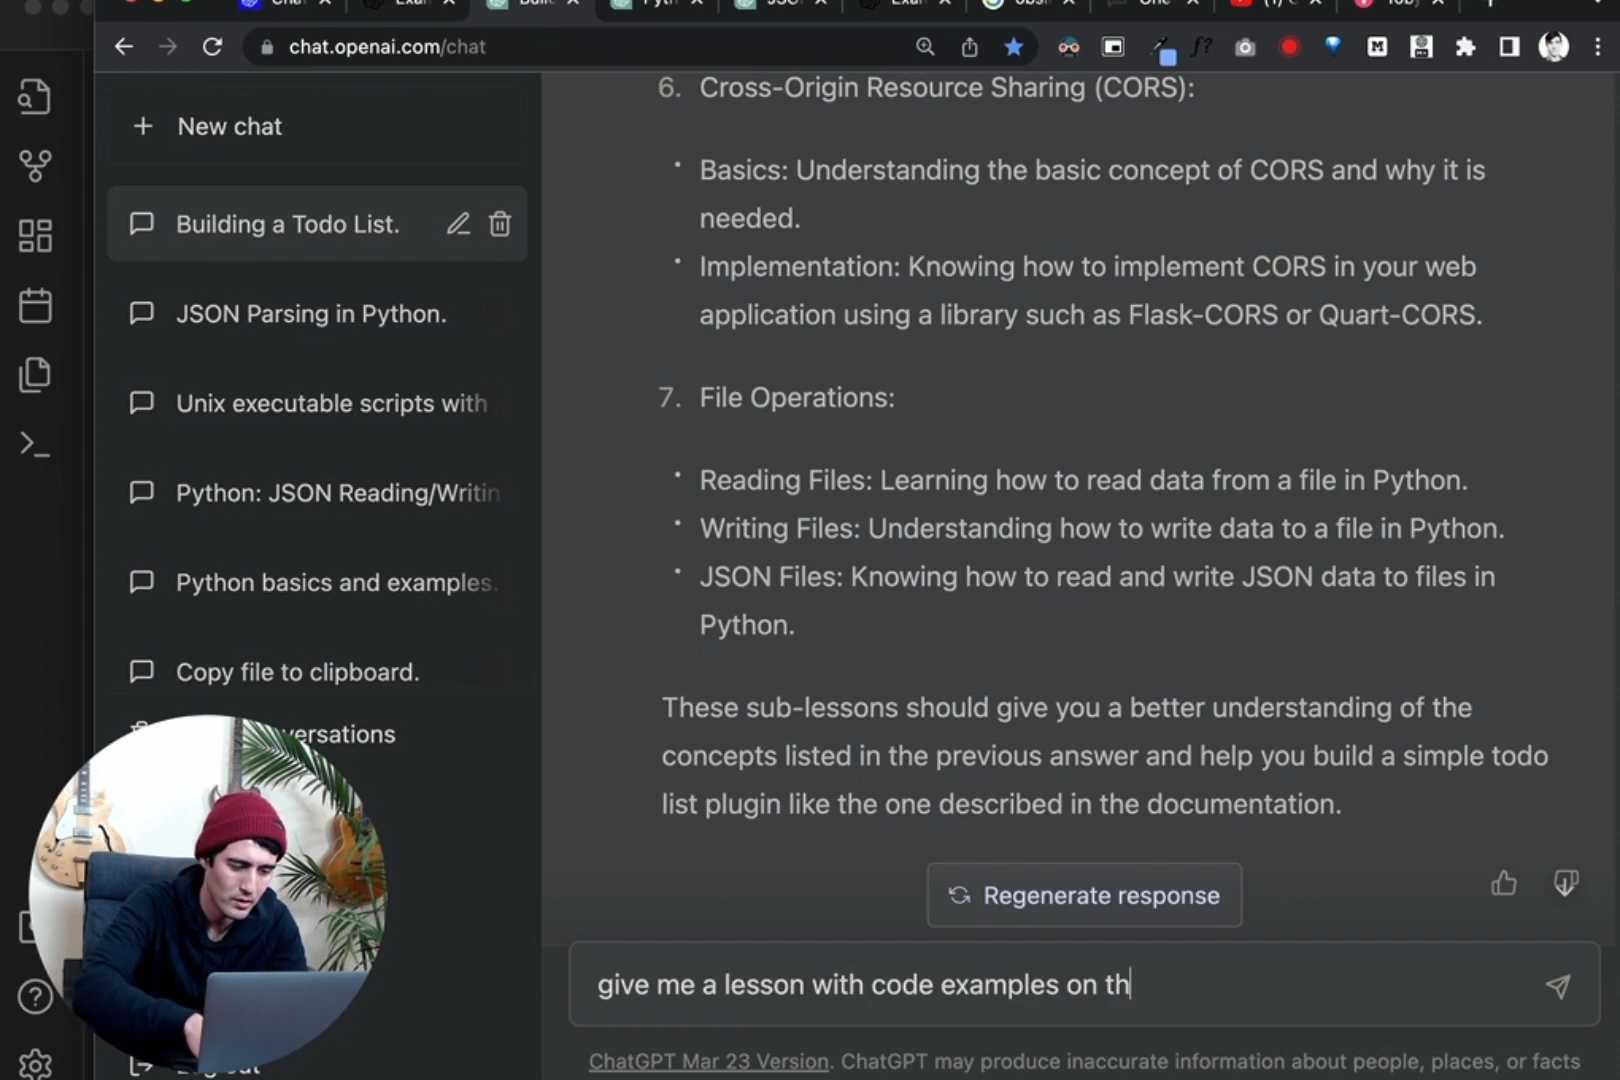 chat.openai.com/chat
6. Cross-Origin Resource Sharing (CORS):
New chat
Basics: Understanding the basic concept of CORS and why it is
needed.
Building a Todo List.
Implementation: Knowing how to implement CORS in your web
application using a library such as Flask-CORS or Quart-CORS.
JSON Parsing in Python.
Unix executable scripts with
7. File Operations:
Python: JSON Reading/Writin
Reading Files: Learning how to read data from a file in Python.
Writing Files: Understanding how to write data to a file in Python.
Python basics and examples.
JSON Files: Knowing how to read and write JSON data to files in
Python.
Copy file to clipboard.
These sub-lessons should give you a better understanding of the
concepts listed in the previous answer and help you build a simple todo
list plugin like the one described in the documentation.
Regenerate response
give me a lesson with code examples on th
ChatGPT Mar 23 Version. ChatGPT may produce inaccurate information about people, places, or facts